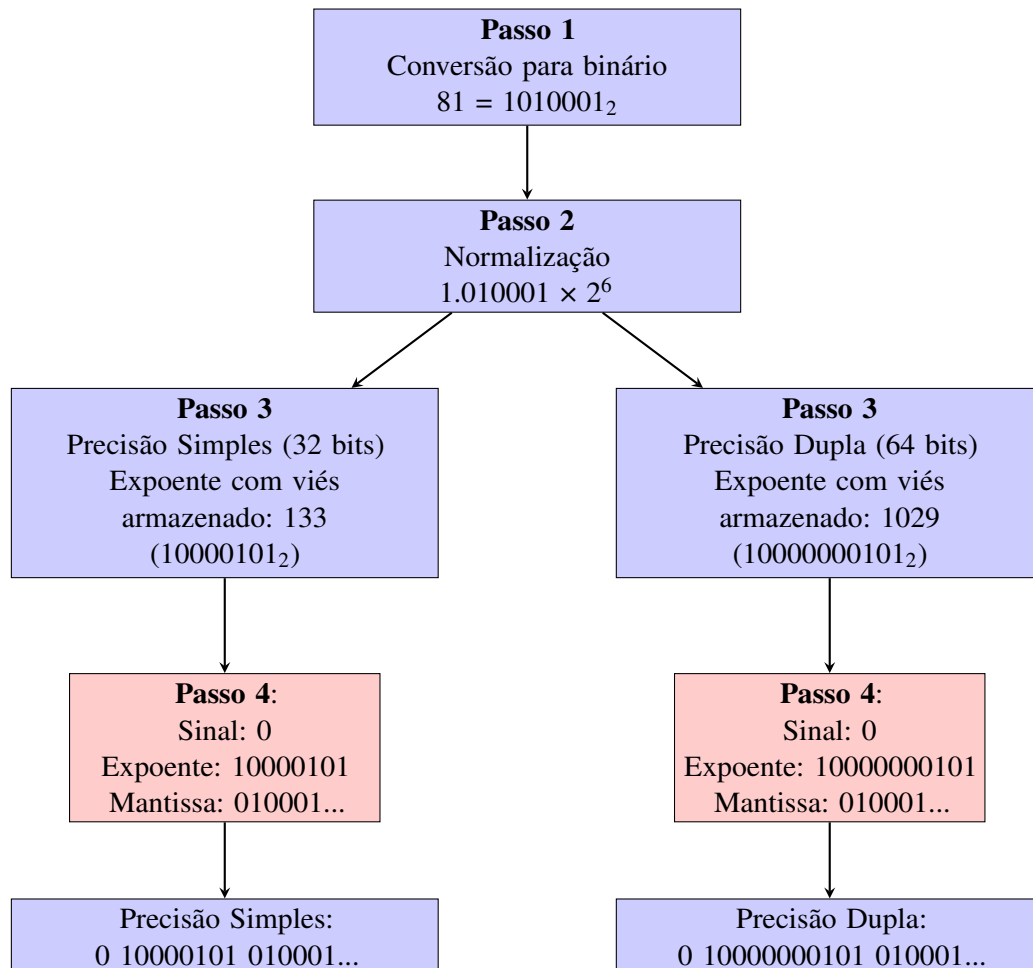 Passo 1
Conversão para binário
81 = 1010001₂
Passo 2
Normalização
1.010001 × 2⁶
Passo 3
Precisão Simples (32 bits)
Expoente com viés
armazenado: 133
(10000101₂)
Passo 3
Precisão Dupla (64 bits)
Expoente com viés
armazenado: 1029
(10000000101₂)
Passo 4:
Sinal: 0
Expoente: 10000101
Mantissa: 010001...
Passo 4:
Sinal: 0
Expoente: 10000000101
Mantissa: 010001...
Precisão Simples:
0 10000101 010001...
Precisão Dupla:
0 10000000101 010001...